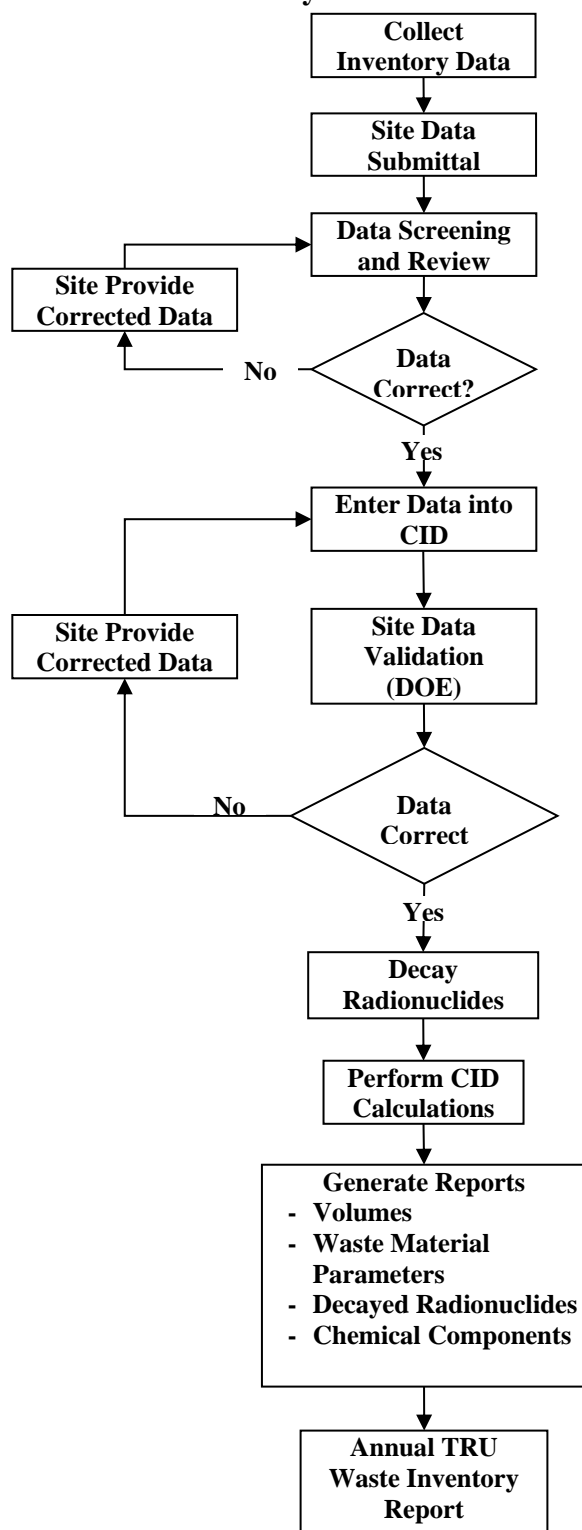 Collect
Inventory Data
Site Data
Submittal
Data Screening
and Review
Site Provide
Corrected Data
Data
Correct?
No
Yes
Enter Data into
CID
Site Provide
Corrected Data
Site Data
Validation
(DOE)
No
Data
Correct
Yes
Decay
Radionuclides
Perform CID
Calculations
Generate Reports
- Volumes
- Waste Material
Parameters
- Decayed Radionuclides
- Chemical Components
Annual TRU
Waste Inventory
Report